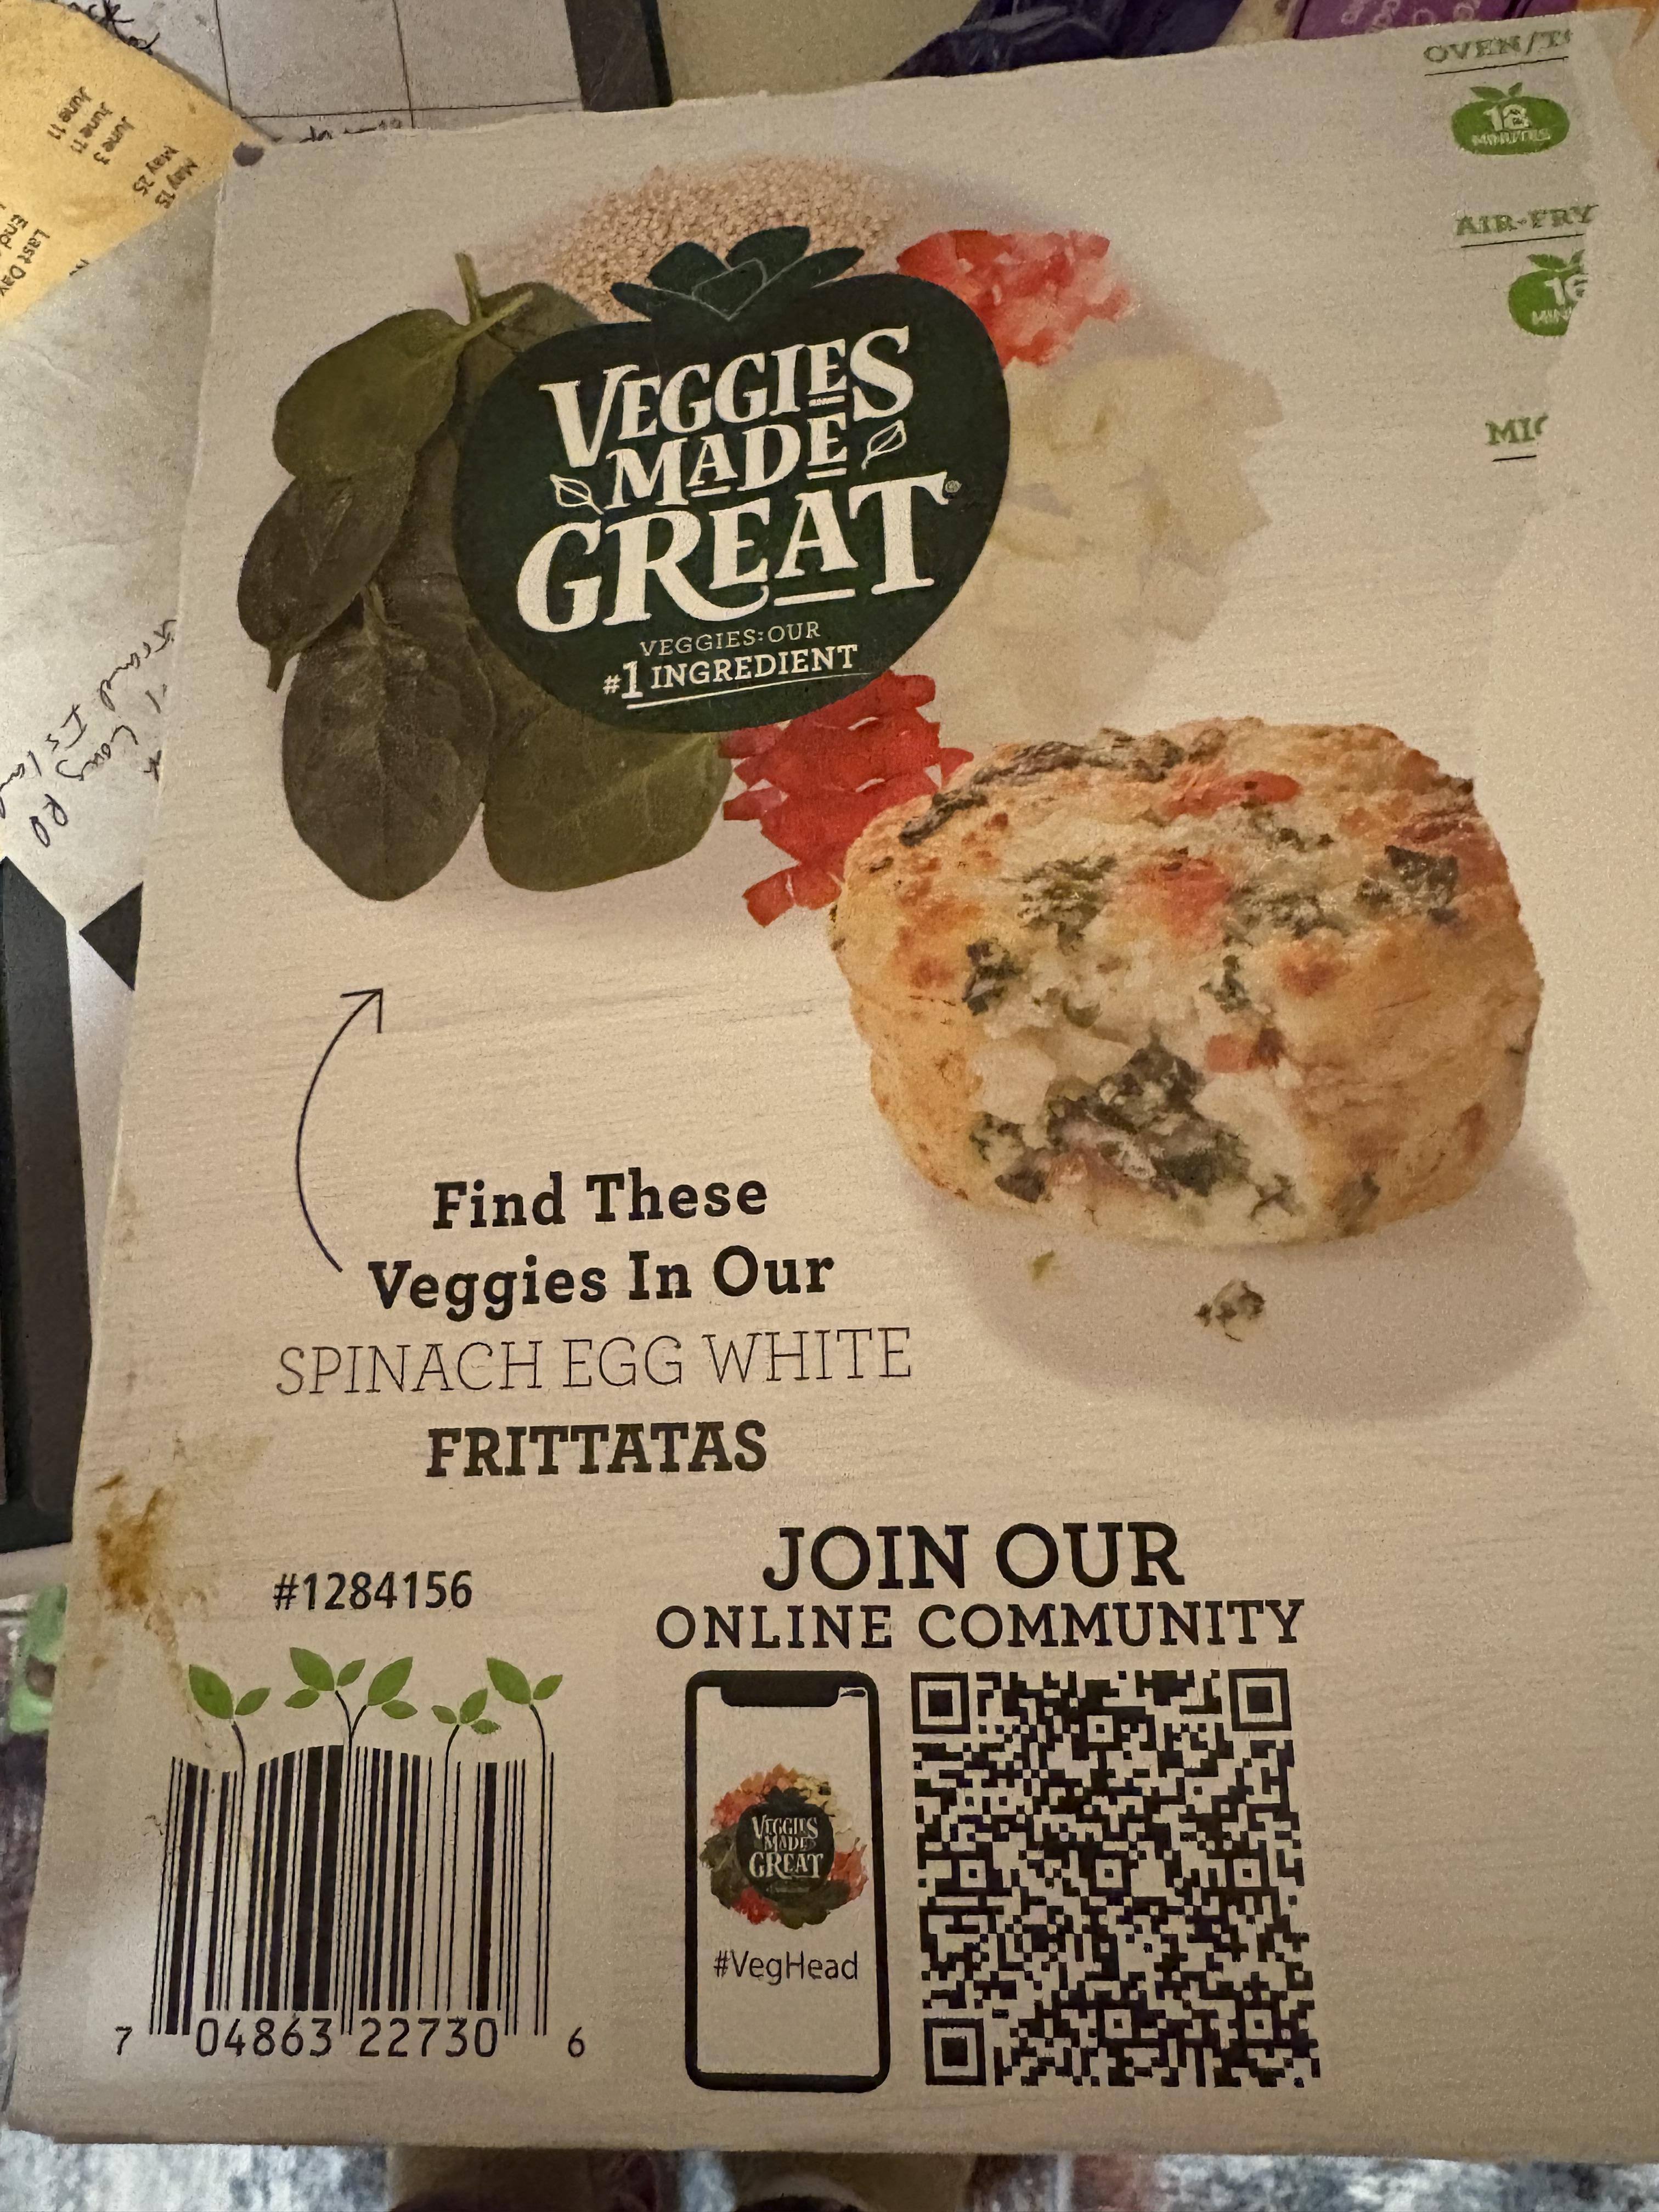 June 11
June 11
June 3
May 25
May 15
Last Day
OVEN/T
18
MINUTES
AIR-FRY
MIC
VEGGIES
MADE
GREAT®
VEGGIES: OUR
#1 INGREDIENT
Find These
Veggies In Our
SPINACH EGG WHITE
FRITTATAS
#1284156
JOIN OUR
ONLINE COMMUNITY
VEGGIES
MADE
GREAT
#VegHead
7 04863 22730 6